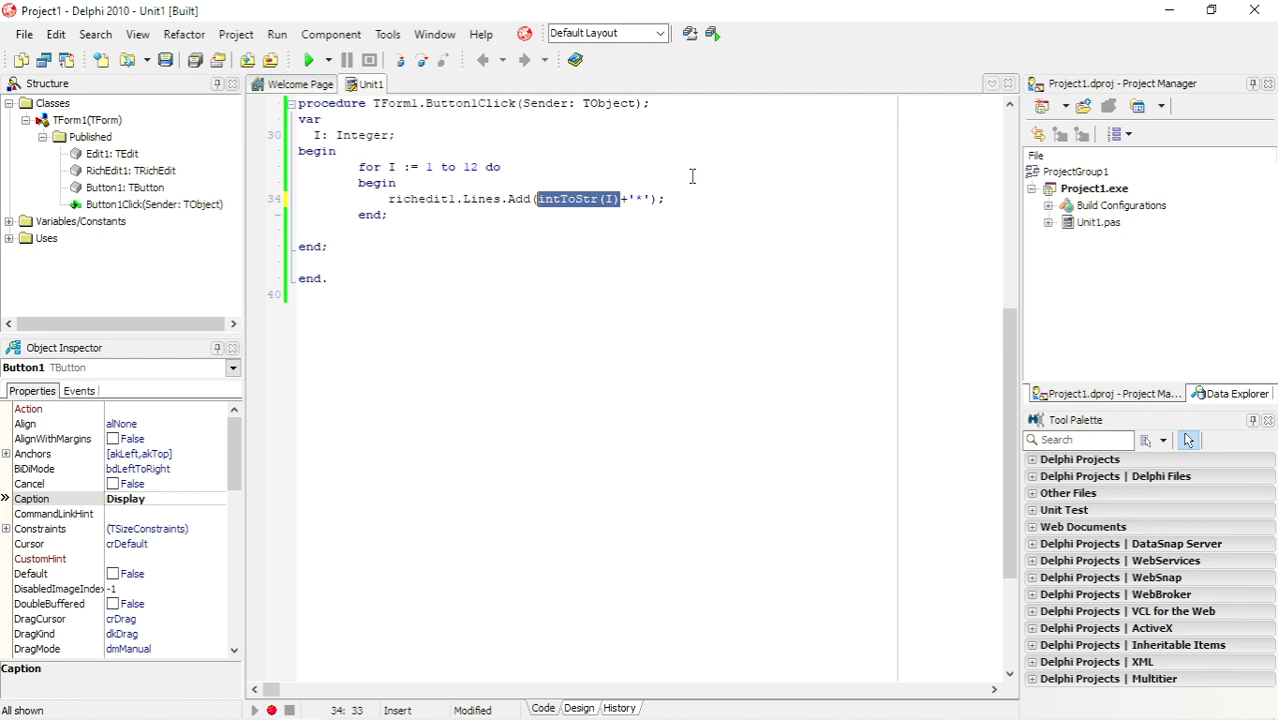 Project1 - Delphi 2010 - Unit1 [Built]
File Edit Search View Refactor Project Run Component Tools Window Help
Default Layout
Structure
Classes
TForm1(TForm)
Published
Edit1: TEdit
RichEdit1: TRichEdit
Button1: TButton
Button1Click(Sender: TObject)
Variables/Constants
Uses
Object Inspector
Button1 TButton
Properties Events
Action
Align alNone
AlignWithMargins False
Anchors [akLeft,akTop]
BiDiMode bdLeftToRight
Cancel False
Caption Display
CommandLinkHint
Constraints (TSizeConstraints)
Cursor crDefault
CustomHint
Default False
DisabledImageIndex -1
DoubleBuffered False
DragCursor crDrag
DragKind dkDrag
DragMode dmManual
Caption
All shown
Welcome Page Unit1
procedure TForm1.Button1Click(Sender: TObject);
var
30 I: Integer;
begin
for I := 1 to 12 do
begin
34 richedit1.Lines.Add(intToStr(I)+'*');
end;
end;
end.
40
34: 33 Insert Modified Code Design History
Project1.dproj - Project Manager
File
ProjectGroup1
Project1.exe
Build Configurations
Unit1.pas
Project1.dproj - Project Ma... Data Explorer
Tool Palette
Search
Delphi Projects
Delphi Projects | Delphi Files
Other Files
Unit Test
Web Documents
Delphi Projects | DataSnap Server
Delphi Projects | WebServices
Delphi Projects | WebSnap
Delphi Projects | WebBroker
Delphi Projects | VCL for the Web
Delphi Projects | ActiveX
Delphi Projects | Inheritable Items
Delphi Projects | XML
Delphi Projects | Multitier